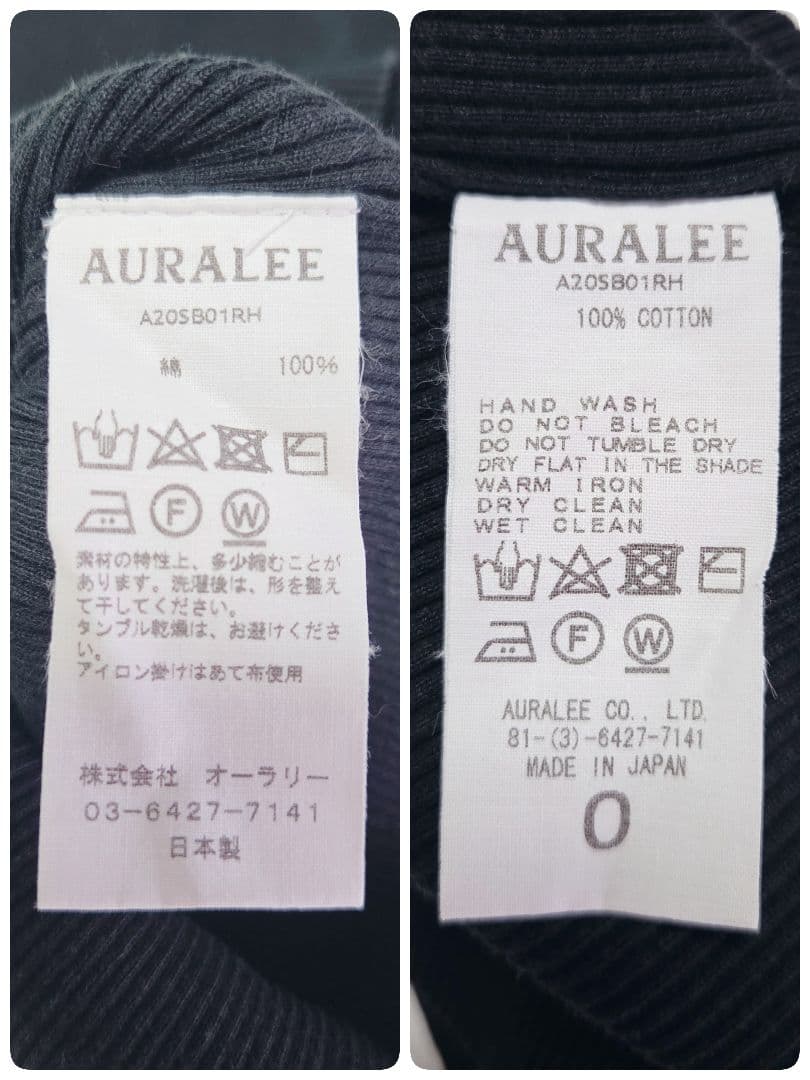 AURALEE
A20SB01RH
綿 100%
F
W
素材の特性上、多少縮むことが
あります。洗濯後は、形を整え
て干してください。
タンブル乾燥は、お避けくださ
い。
アイロン掛けはあて布使用
株式会社 オーラリー
03-6427-7141
日本製
AURALEE
A20SB01RH
100% COTTON
HAND WASH
DO NOT BLEACH
DO NOT TUMBLE DRY
DRY FLAT IN THE SHADE
WARM IRON
DRY CLEAN
WET CLEAN
F
W
AURALEE CO., LTD.
81-(3)-6427-7141
MADE IN JAPAN
0